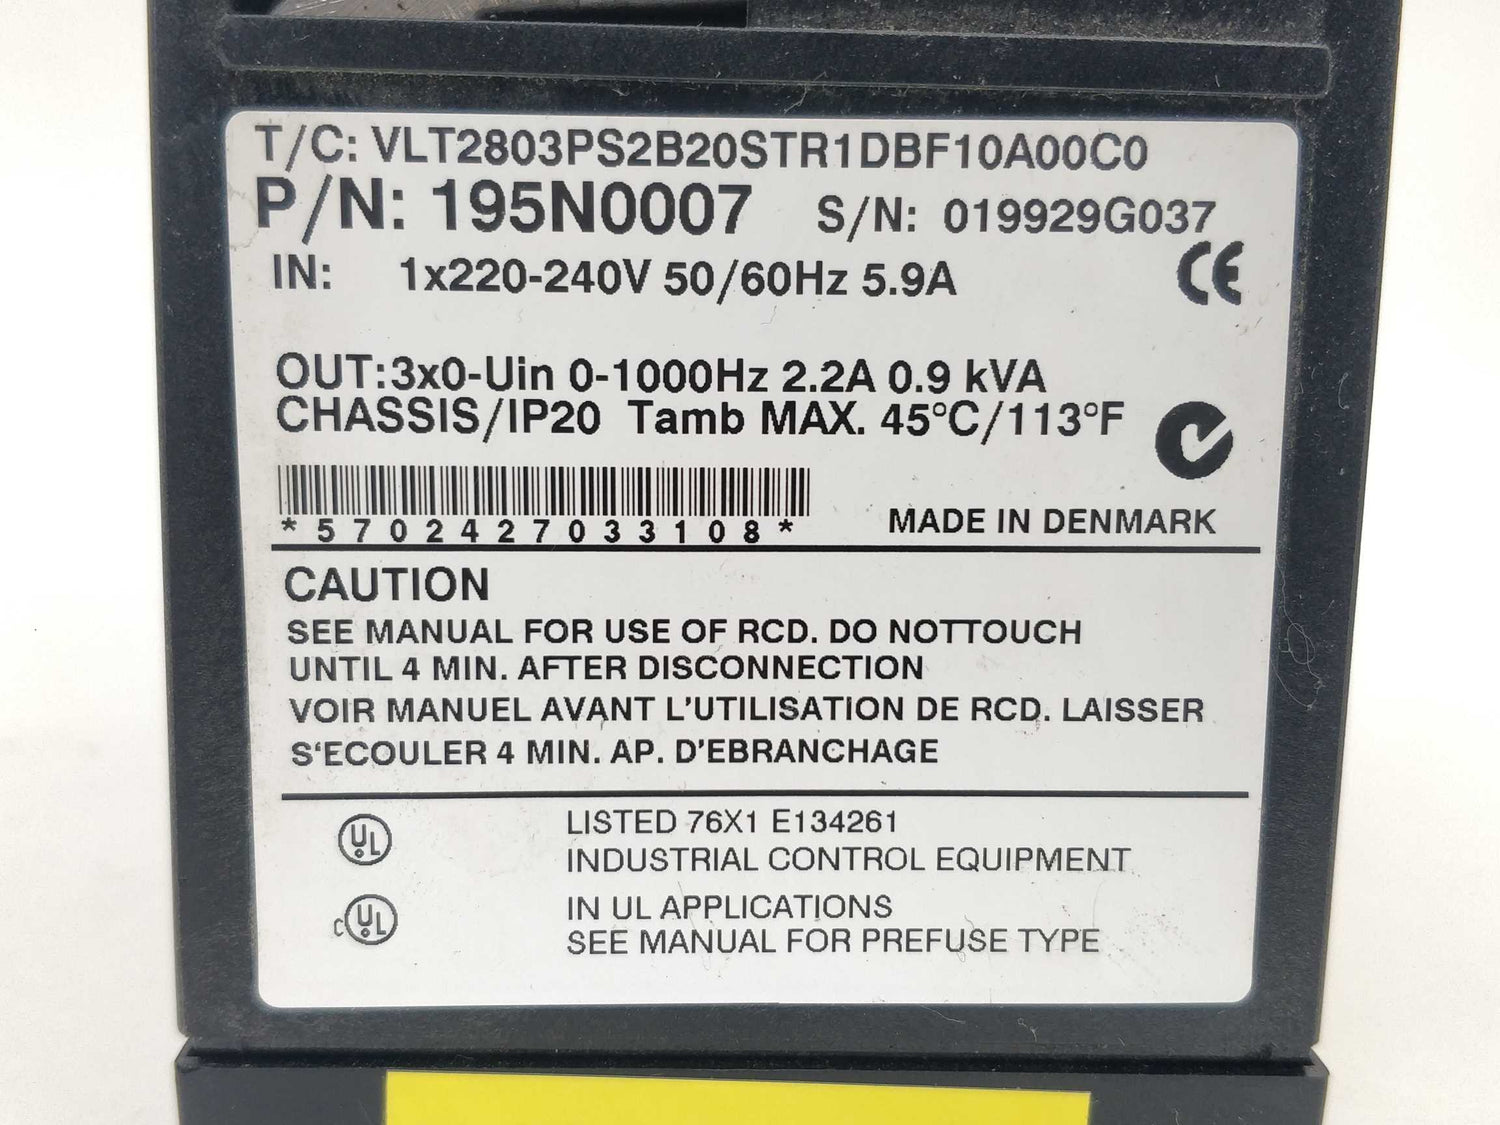 T/C: VLT2803PS2B20STR1DBF10A00C0
P/N: 195N0007 S/N: 019929G037
IN: 1x220-240V 50/60Hz 5.9A
CE
OUT:3x0-Uin 0-1000Hz 2.2A 0.9 kVA
CHASSIS/IP20 Tamb MAX. 45°C/113°F
*5702427033108*
MADE IN DENMARK
CAUTION
SEE MANUAL FOR USE OF RCD. DO NOTTOUCH
UNTIL 4 MIN. AFTER DISCONNECTION
VOIR MANUEL AVANT L'UTILISATION DE RCD. LAISSER
S'ECOULER 4 MIN. AP. D'EBRANCHAGE
UL
LISTED 76X1 E134261
INDUSTRIAL CONTROL EQUIPMENT
c UL
IN UL APPLICATIONS
SEE MANUAL FOR PREFUSE TYPE